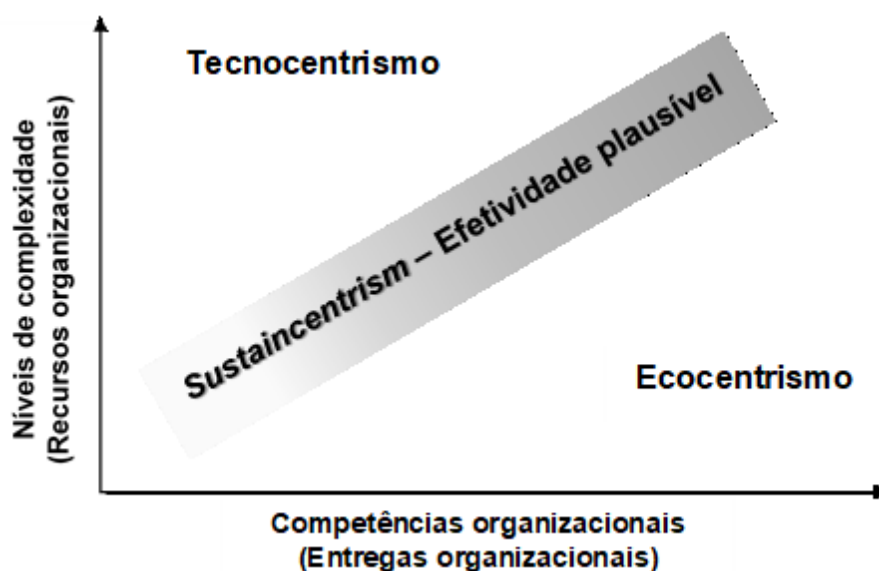 Tecnocentrismo
Níveis de complexidade
(Recursos organizacionais)
Sustaincentrism – Efetividade plausível
Ecocentrismo
Competências organizacionais
(Entregas organizacionais)